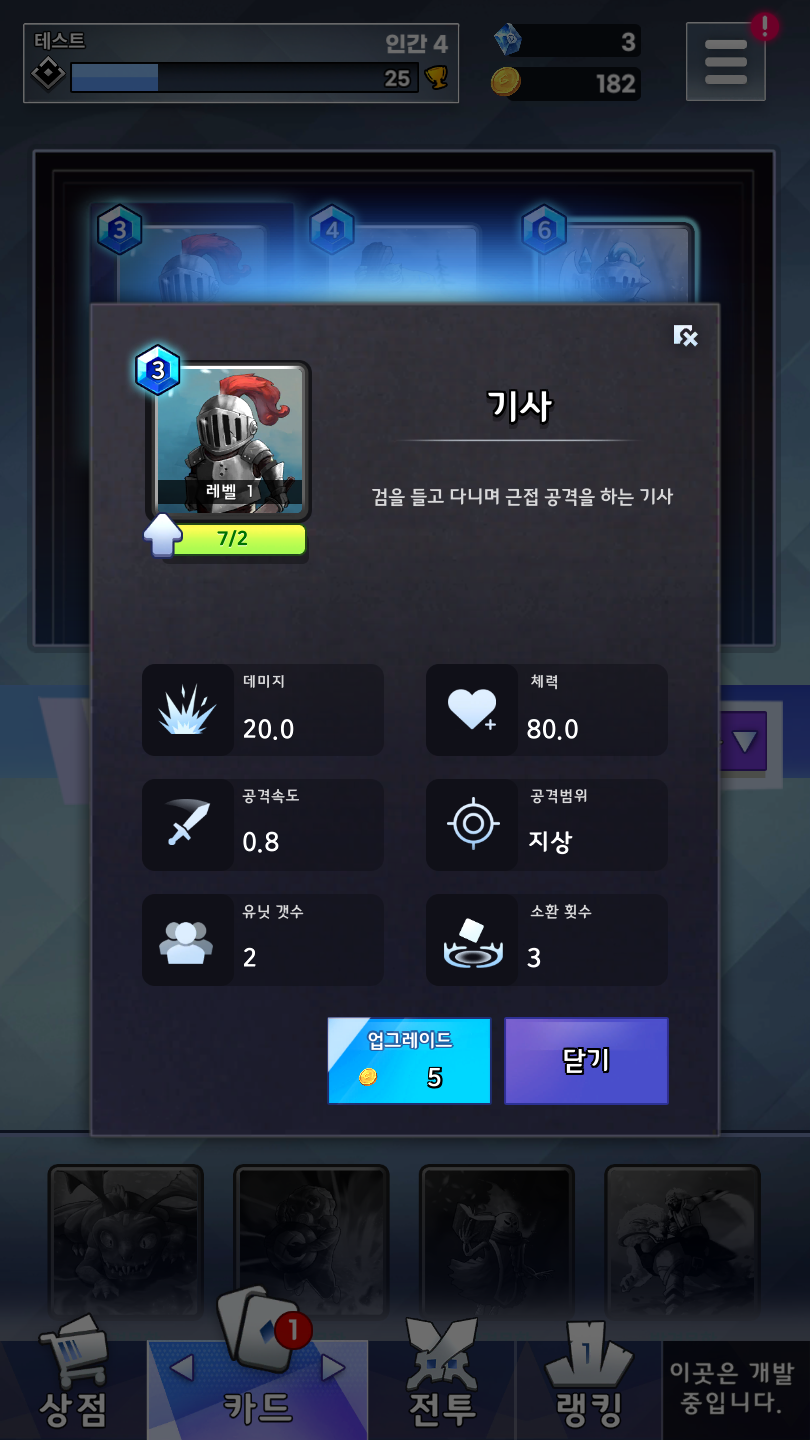 테스트
인간 4
25
3
182
!
3
4
6
3
레벨 1
7/2
기사
검을 들고 다니며 근접 공격을 하는 기사
데미지
20.0
체력
80.0
공격속도
0.8
공격범위
지상
유닛 갯수
2
소환 횟수
3
업그레이드
5
닫기
1
상점
카드
전투
1
랭킹
이곳은 개발
중입니다.